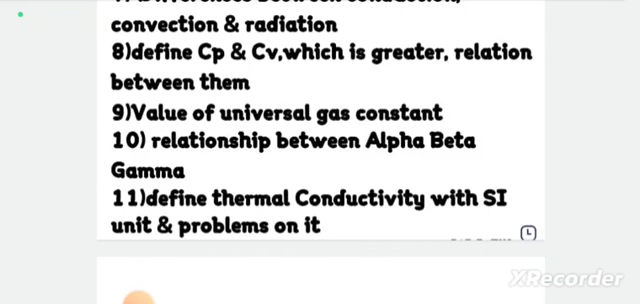 convection & radiation
8)define Cp & Cv,which is greater, relation
between them
9)Value of universal gas constant
10) relationship between Alpha Beta
Gamma
11)define thermal Conductivity with SI
unit & problems on it
XRecorder